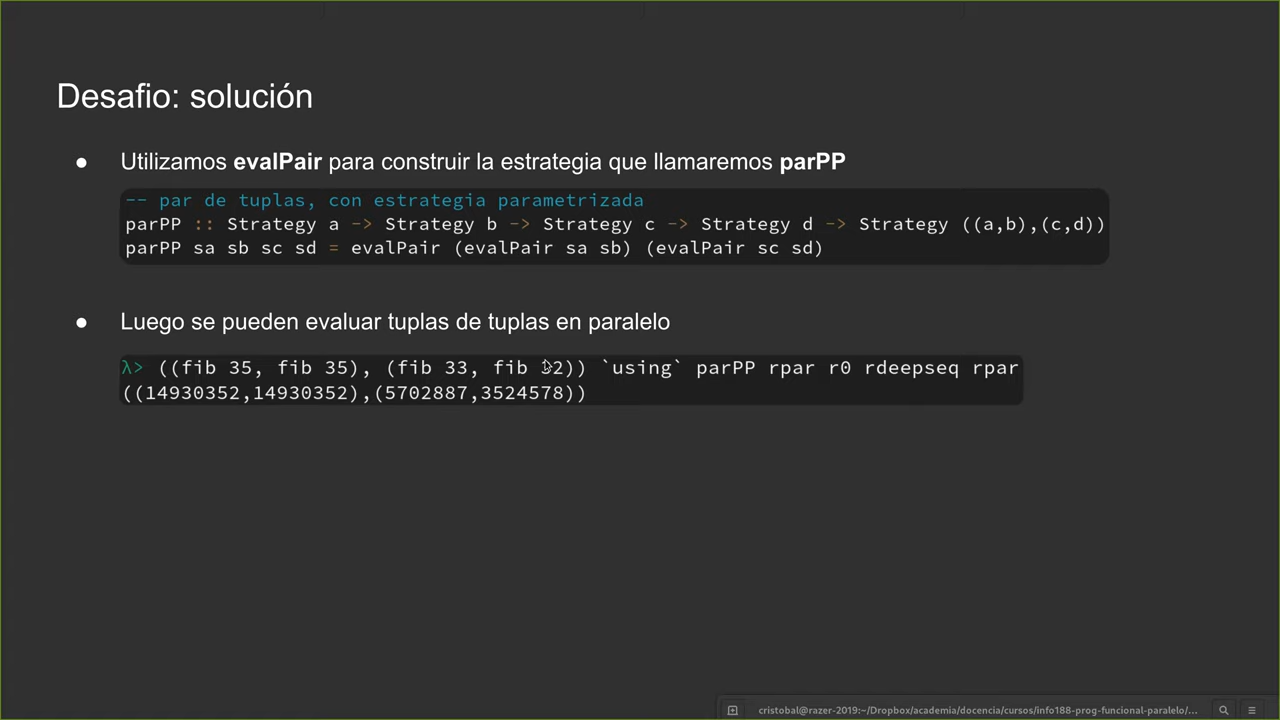 Desafio: solución
● Utilizamos evalPair para construir la estrategia que llamaremos parPP
-- par de tuplas, con estrategia parametrizada
parPP :: Strategy a -> Strategy b -> Strategy c -> Strategy d -> Strategy ((a,b),(c,d))
parPP sa sb sc sd = evalPair (evalPair sa sb) (evalPair sc sd)
● Luego se pueden evaluar tuplas de tuplas en paralelo
λ> ((fib 35, fib 35), (fib 33, fib 32)) `using` parPP rpar r0 rdeepseq rpar
((14930352,14930352),(5702887,3524578))
cristobal@razer-2019:~/Dropbox/academia/docencia/cursos/info188-prog-funcional-paralelo/...